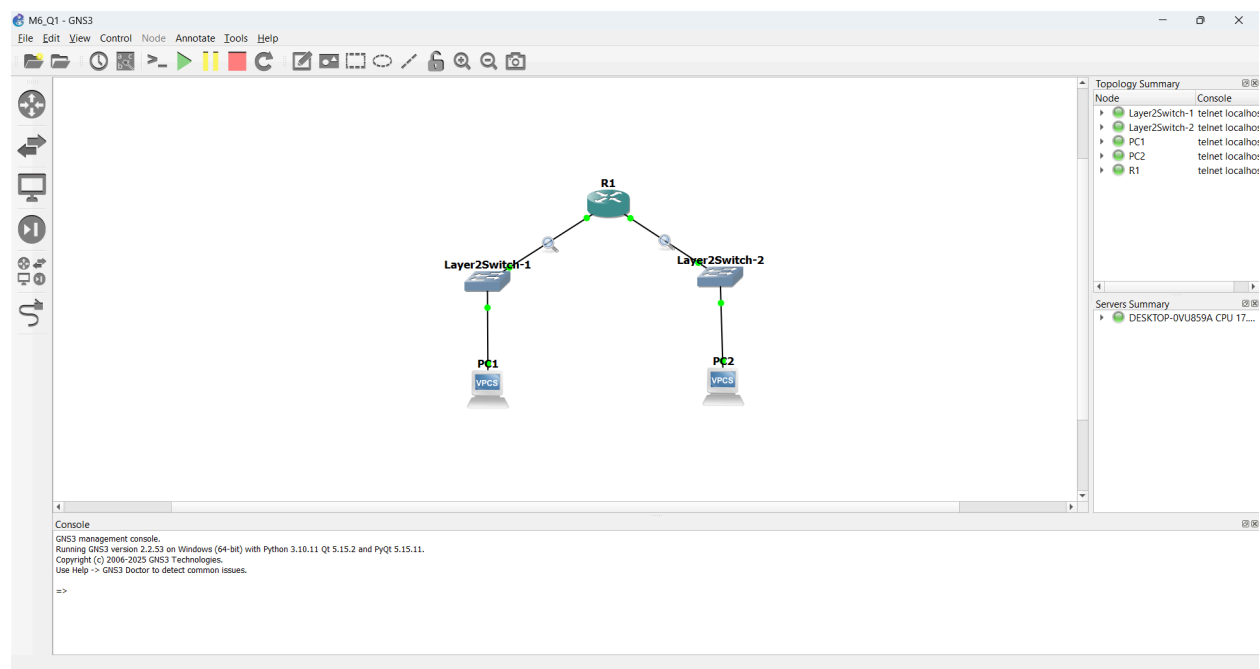 M6_Q1 - GNS3
File Edit View Control Node Annotate Tools Help
Topology Summary
Node Console
Layer2Switch-1 telnet localhos
Layer2Switch-2 telnet localhos
PC1 telnet localhos
PC2 telnet localhos
R1 telnet localhos
R1
Layer2Switch-1
Layer2Switch-2
PC1
VPCS
PC2
VPCS
Servers Summary
DESKTOP-0VU859A CPU 17....
Console
GNS3 management console.
Running GNS3 version 2.2.53 on Windows (64-bit) with Python 3.10.11 Qt 5.15.2 and PyQt 5.15.11.
Copyright (c) 2006-2025 GNS3 Technologies.
Use Help -> GNS3 Doctor to detect common issues.
=>